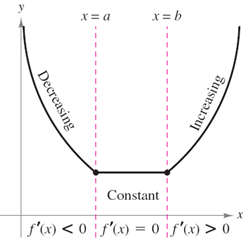 y
x = a
x = b
Decreasing
Increasing
Constant
x
f′(x) < 0
f′(x) = 0
f′(x) > 0